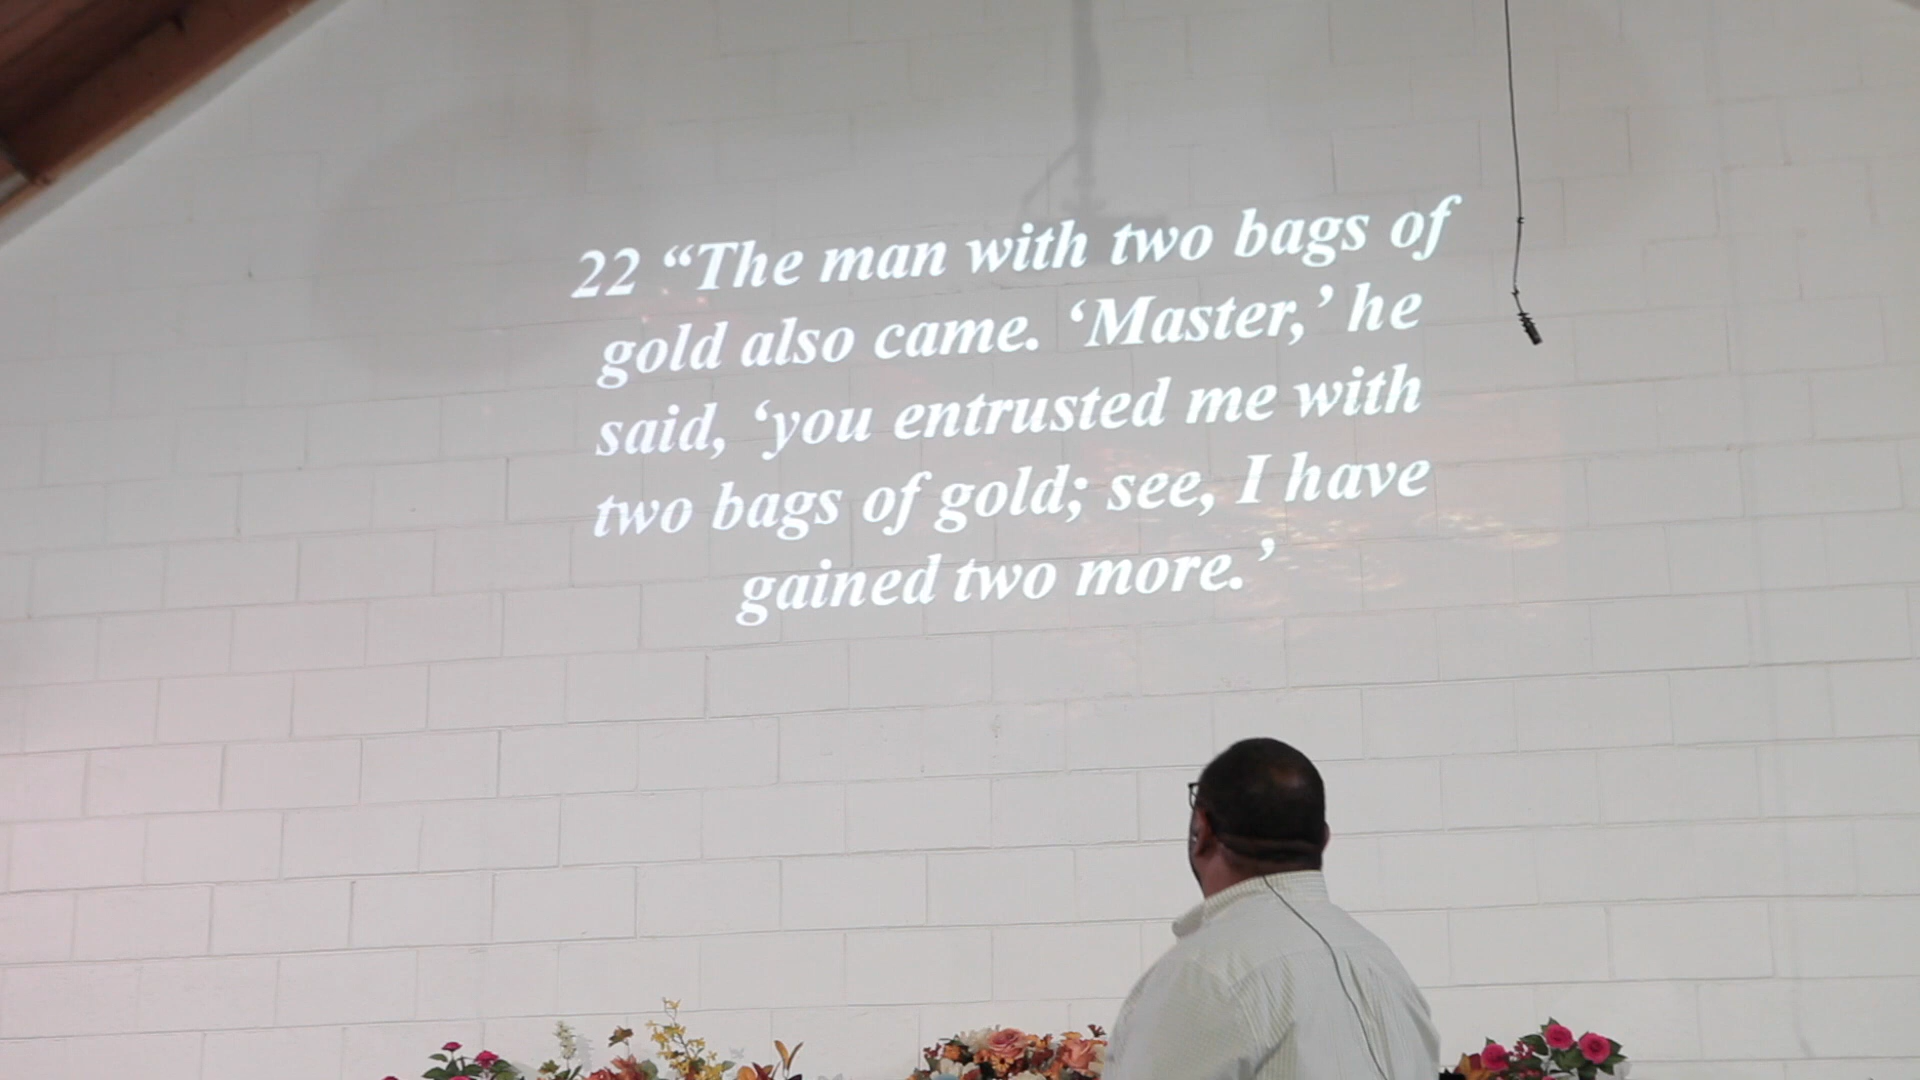 22 “The man with two bags of
gold also came. ‘Master,’ he
said, ‘you entrusted me with
two bags of gold; see, I have
gained two more.’